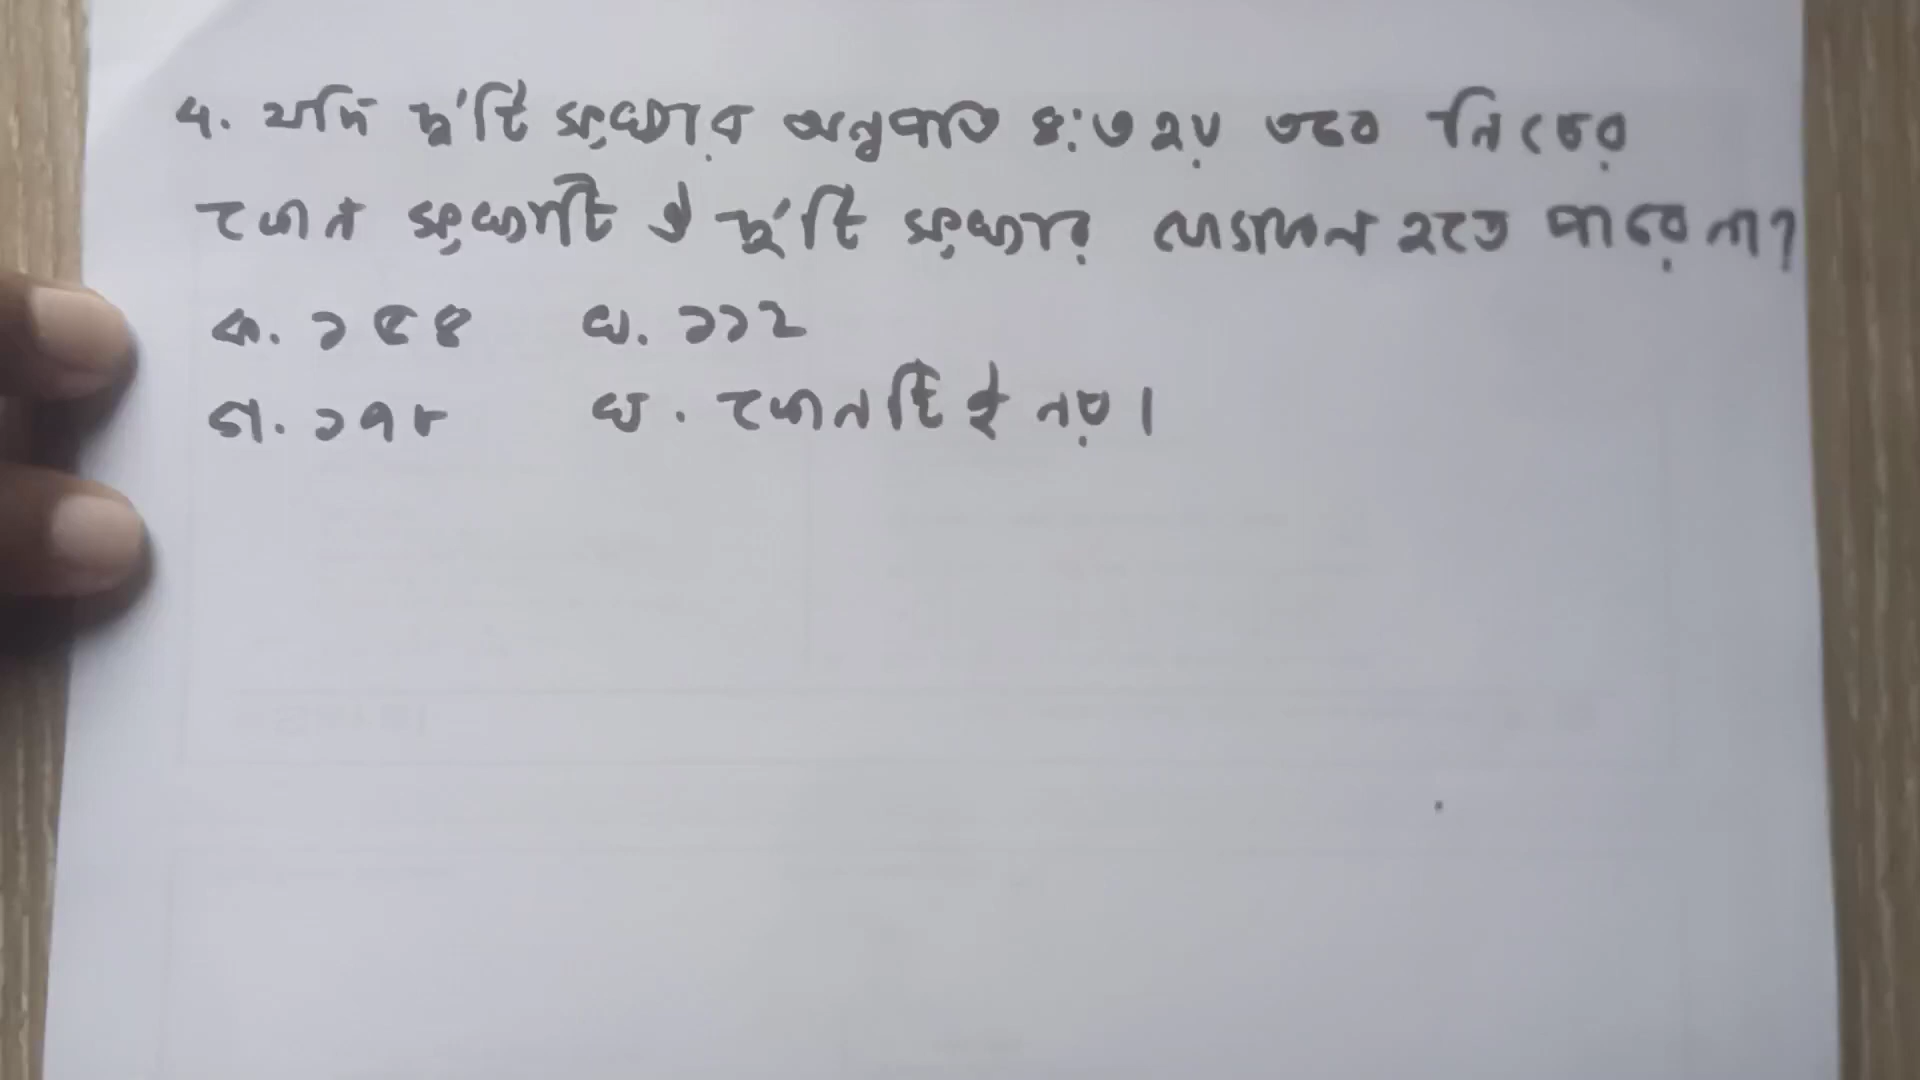 ৭. যদি দু'টি সংখ্যার অনুপাত ৪:৩ হয় তবে নিচের
কোন সংখ্যাটি ঐ দু'টি সংখ্যার যোগফল হতে পারে না?
ক. ১৫৪ খ. ১১২
গ. ১৭৮ ঘ. কোনটিই নয়।